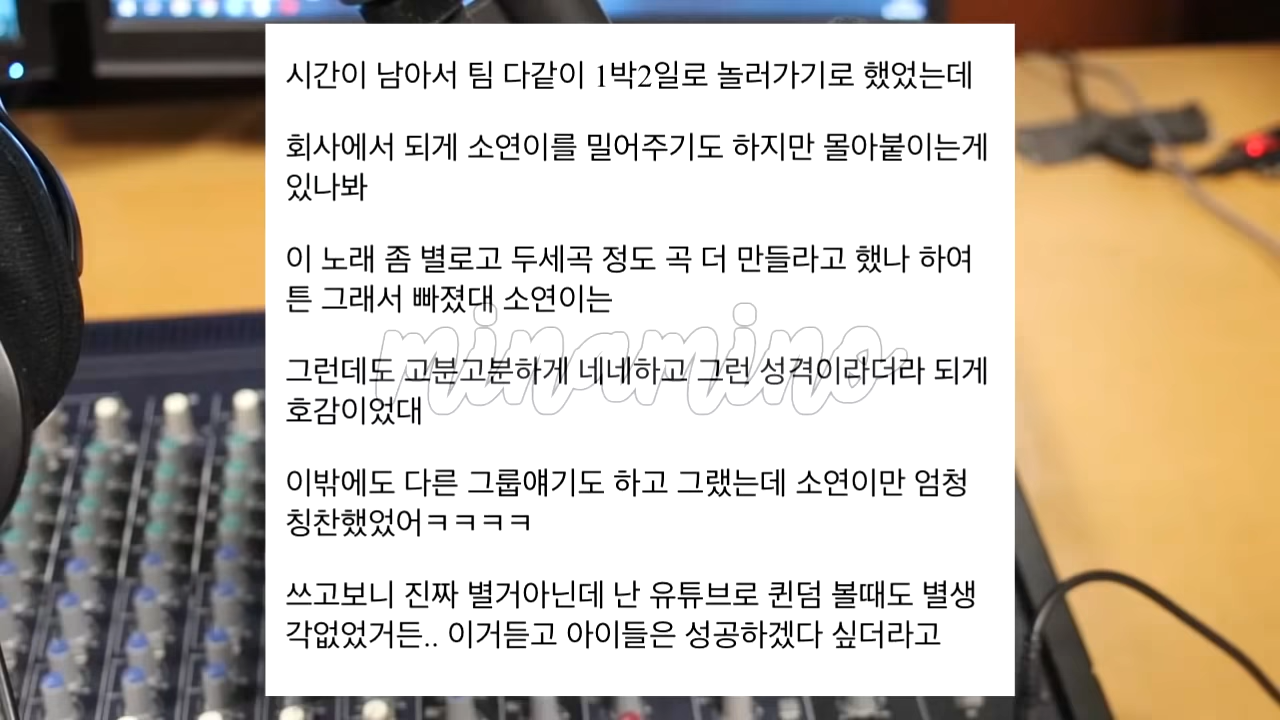 시간이 남아서 팀 다같이 1박2일로 놀러가기로 했었는데
회사에서 되게 소연이를 밀어주기도 하지만 몰아붙이는게
있나봐
이 노래 좀 별로고 두세곡 정도 곡 더 만들라고 했나 하여
튼 그래서 빠졌대 소연이는
그런데도 고분고분하게 네네하고 그런 성격이라더라 되게
호감이었대
이밖에도 다른 그룹얘기도 하고 그랬는데 소연이만 엄청
칭찬했었어ㅋㅋㅋㅋ
쓰고보니 진짜 별거아닌데 난 유튜브로 퀸덤 볼때도 별생
각없었거든.. 이거듣고 아이들은 성공하겠다 싶더라고
minamino